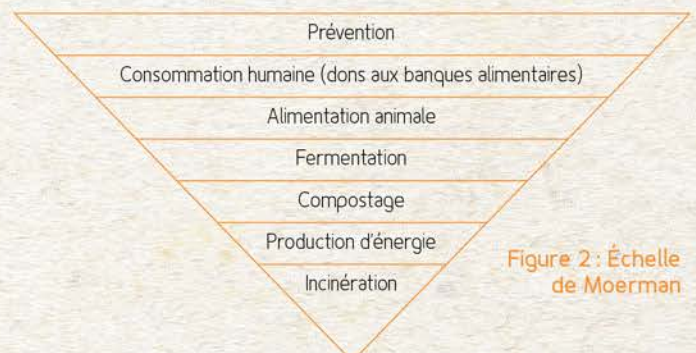 Prévention
Consommation humaine (dons aux banques alimentaires)
Alimentation animale
Fermentation
Compostage
Production d'énergie
Incinération
Figure 2 : Échelle
de Moerman